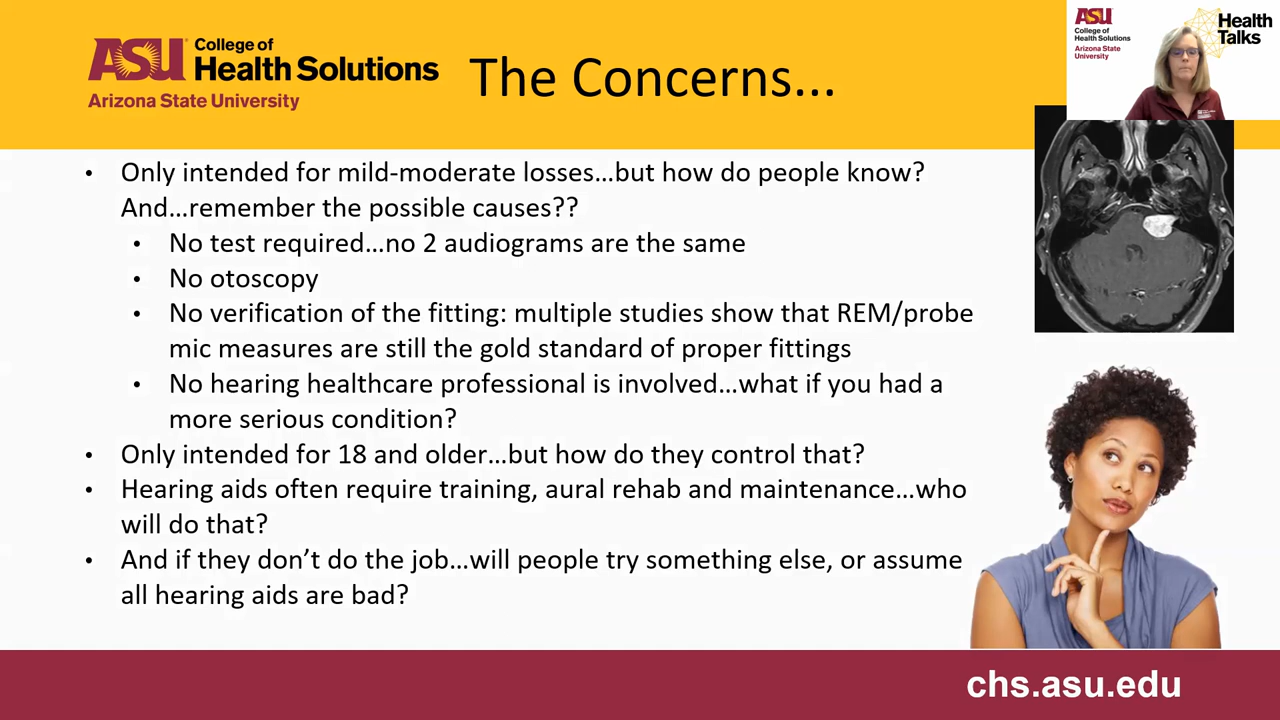 ASU College of
Health Solutions
Arizona State University
The Concerns...
ASU
College of
Health Solutions
Arizona State
University
Health
Talks
• Only intended for mild-moderate losses…but how do people know?
And…remember the possible causes??
• No test required…no 2 audiograms are the same
• No otoscopy
• No verification of the fitting: multiple studies show that REM/probe
mic measures are still the gold standard of proper fittings
• No hearing healthcare professional is involved…what if you had a
more serious condition?
• Only intended for 18 and older…but how do they control that?
• Hearing aids often require training, aural rehab and maintenance…who
will do that?
• And if they don’t do the job…will people try something else, or assume
all hearing aids are bad?
chs.asu.edu